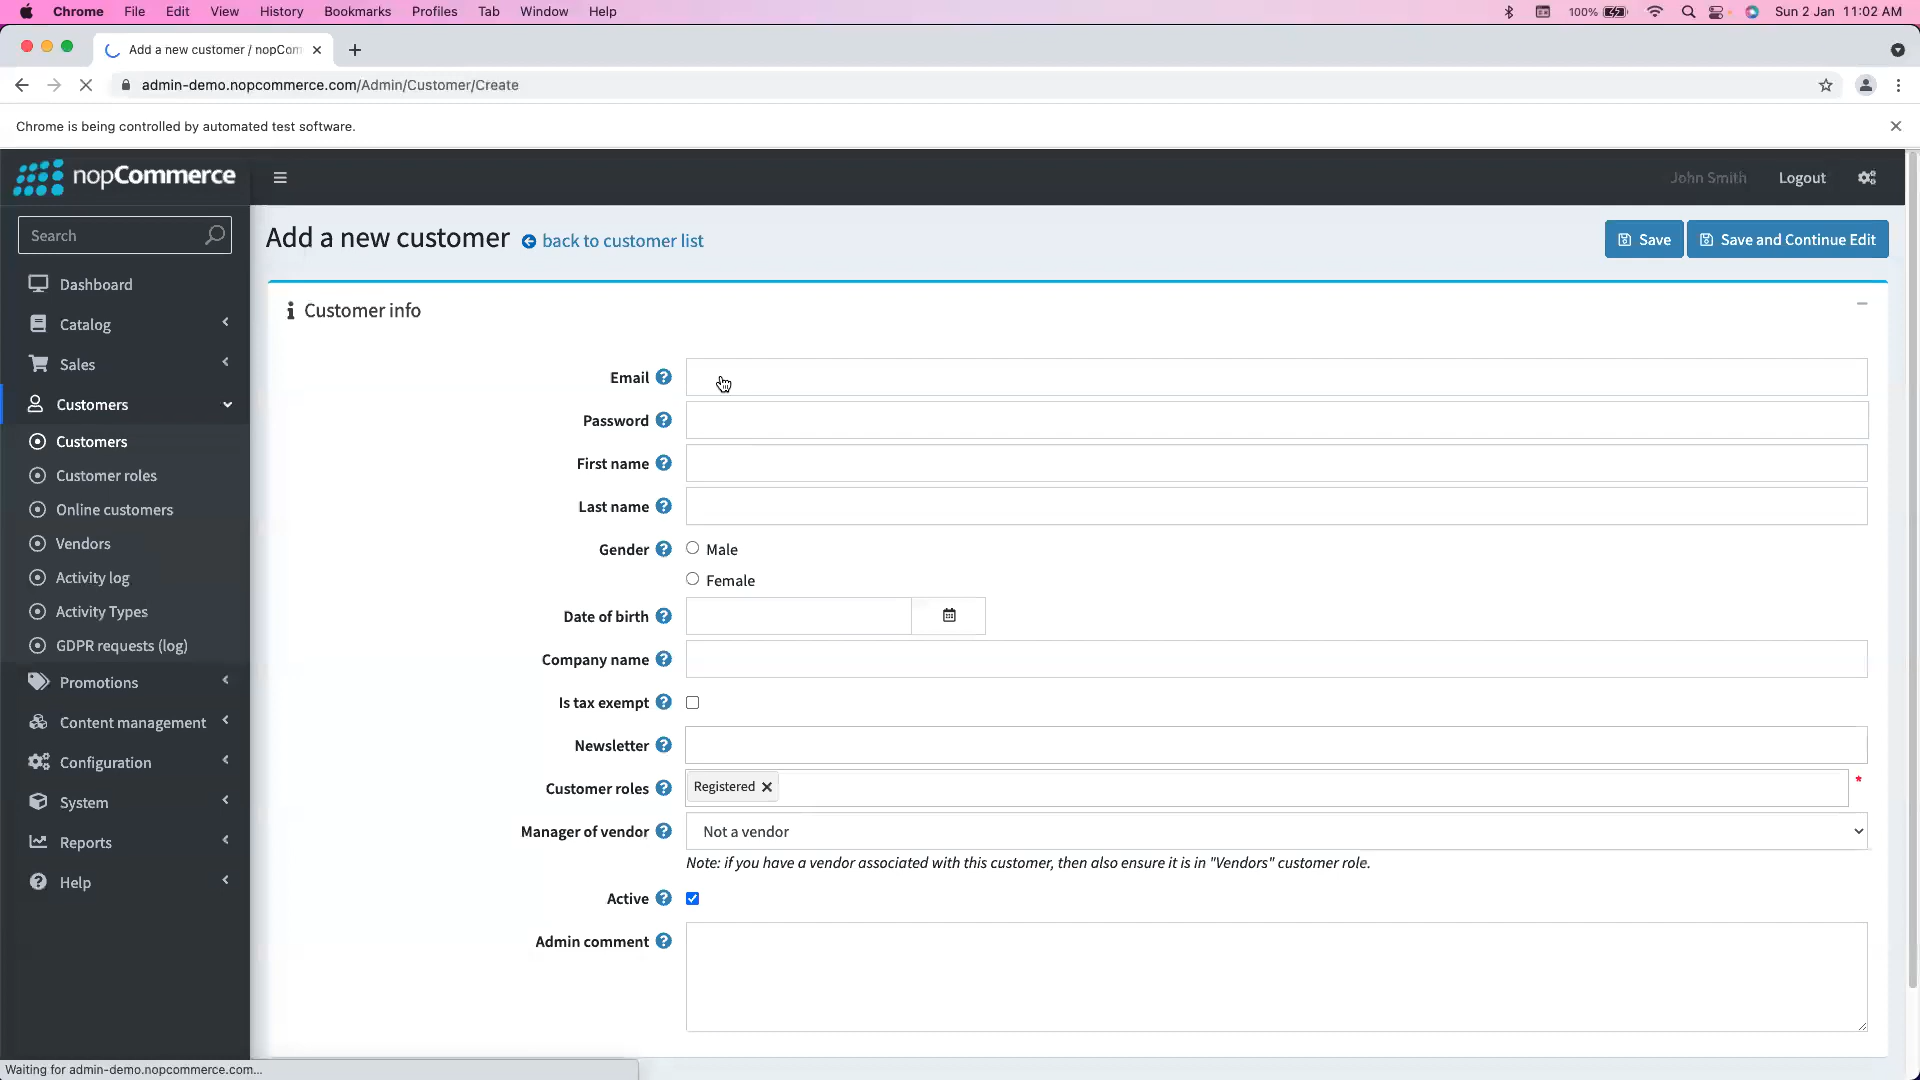 Chrome File Edit View History Bookmarks Profiles Tab Window Help 100% Sun 2 Jan 11:02 AM
Add a new customer / nopCom
admin-demo.nopcommerce.com/Admin/Customer/Create
Chrome is being controlled by automated test software.
nopCommerce John Smith Logout
Search
Dashboard
Catalog
Sales
Customers
Customers
Customer roles
Online customers
Vendors
Activity log
Activity Types
GDPR requests (log)
Promotions
Content management
Configuration
System
Reports
Help
Add a new customer back to customer list Save Save and Continue Edit
Customer info
Email
Password
First name
Last name
Gender Male
Female
Date of birth
Company name
Is tax exempt
Newsletter
Customer roles Registered *
Manager of vendor Not a vendor
Note: if you have a vendor associated with this customer, then also ensure it is in "Vendors" customer role.
Active
Admin comment
Waiting for admin-demo.nopcommerce.com...